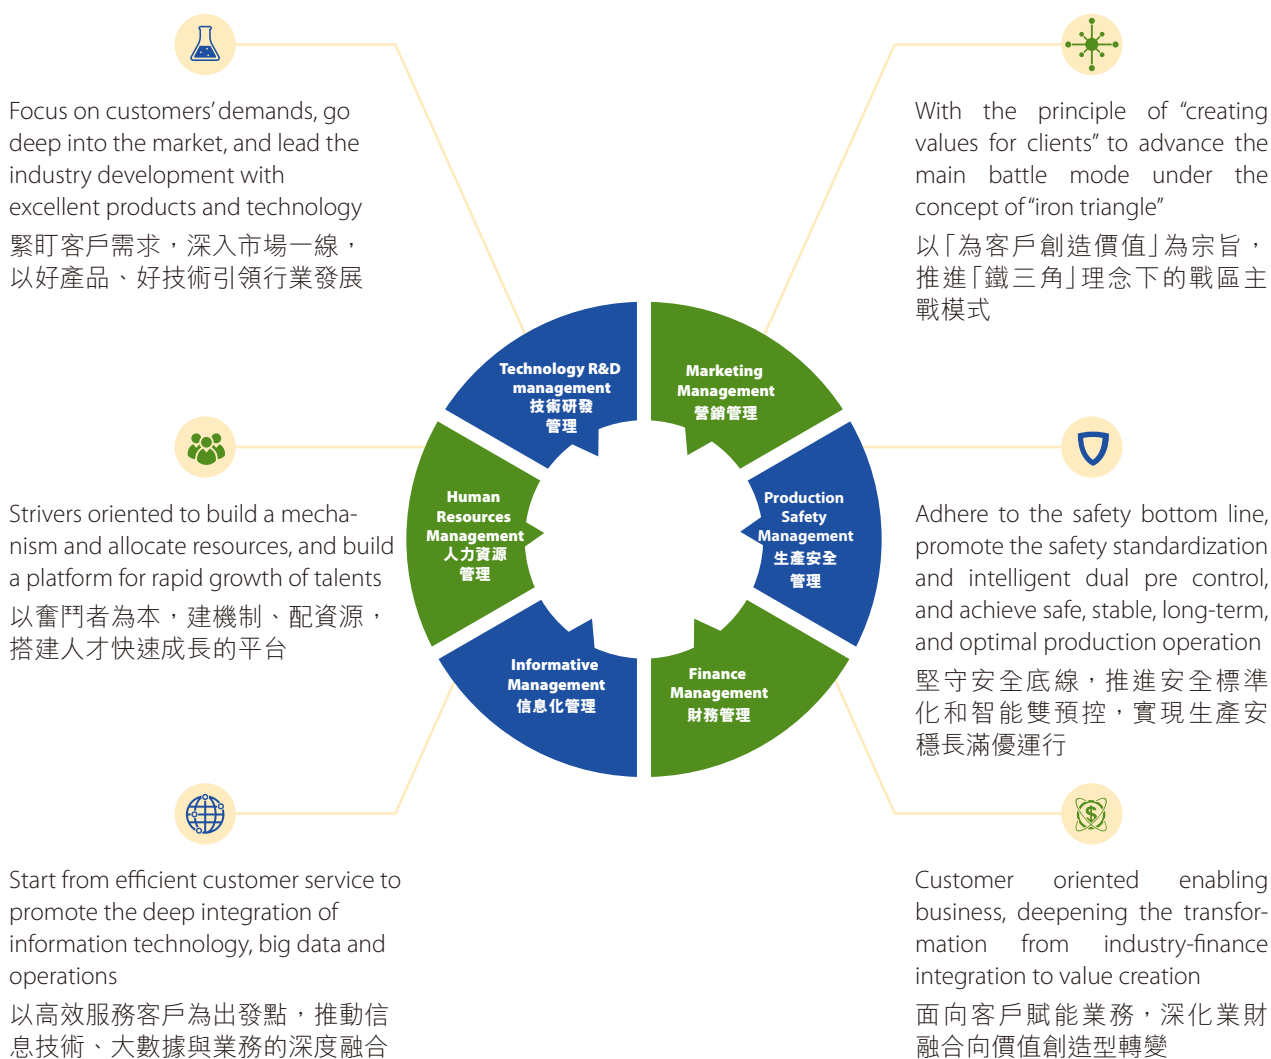 Focus on customers' demands, go
deep into the market, and lead the
industry development with
excellent products and technology
緊盯客戶需求，深入市場一線，
以好產品、好技術引領行業發展
With the principle of "creating
values for clients" to advance the
main battle mode under the
concept of "iron triangle"
以「為客戶創造價值」為宗旨，
推進「鐵三角」理念下的戰區主
戰模式
Technology R&D
management
技術研發
管理
Marketing
Management
營銷管理
Human
Resources
Management
人力資源
管理
Production
Safety
Management
生產安全
管理
Informative
Management
信息化管理
Finance
Management
財務管理
Strivers oriented to build a mecha-
nism and allocate resources, and build
a platform for rapid growth of talents
以奮鬥者為本，建機制、配資源，
搭建人才快速成長的平台
Adhere to the safety bottom line,
promote the safety standardization
and intelligent dual pre control,
and achieve safe, stable, long-term,
and optimal production operation
堅守安全底線，推進安全標準
化和智能雙預控，實現生產安
穩長滿優運行
Start from efficient customer service to
promote the deep integration of
information technology, big data and
operations
以高效服務客戶為出發點，推動信
息技術、大數據與業務的深度融合
Customer oriented enabling
business, deepening the transfor-
mation from industry-finance
integration to value creation
面向客戶賦能業務，深化業財
融合向價值創造型轉變